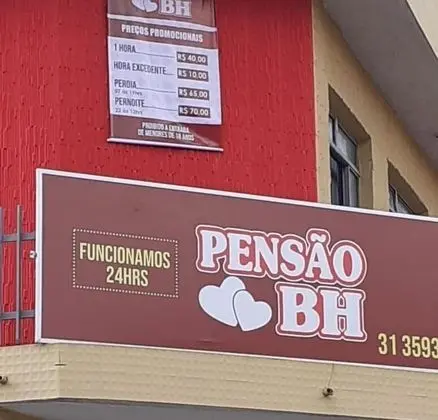 BH
PREÇOS PROMOCIONAIS
1 HORA R$ 40,00
HORA EXCEDENTE R$ 10,00
PERDIA R$ 65,00
PERNOITE R$ 70,00
PROIBIDO A ENTRADA
DE MENORES DE 18 ANOS
FUNCIONAMOS
24HRS
PENSÃO
BH
31 3593